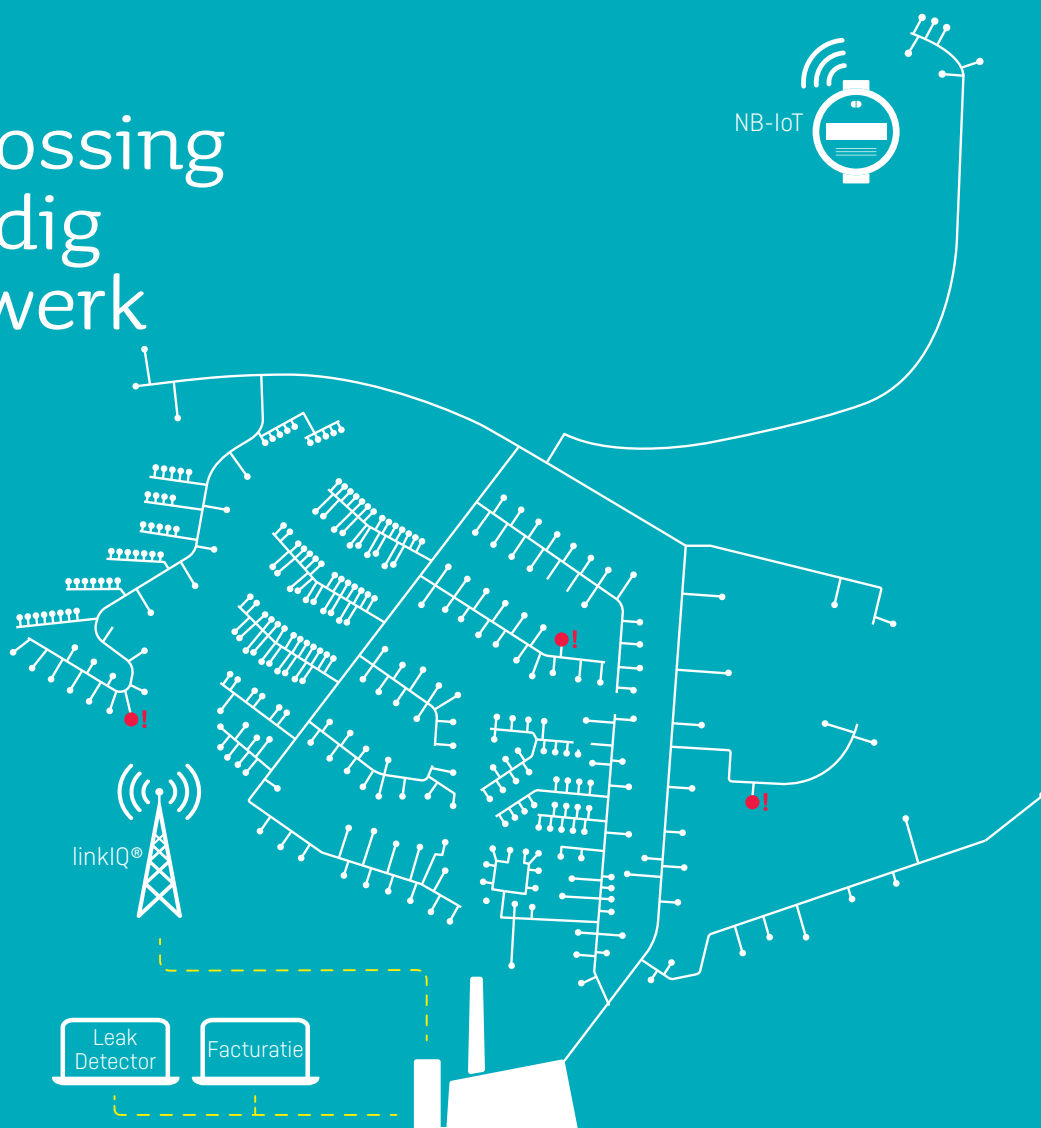 ossing
dig
werk
NB-IoT
!
!
!
linkIQ®
Leak
Detector
Facturatie